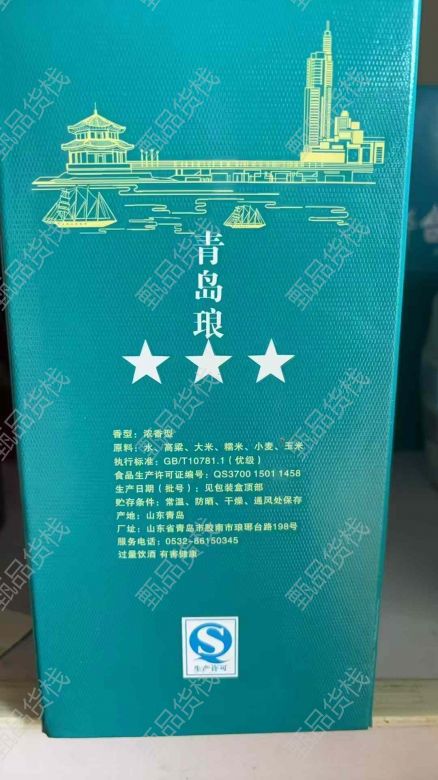 青岛琅
香型：浓香型
原料：水、高粱、大米、糯米、小麦、玉米
执行标准：GB/T10781.1（优级）
食品生产许可证编号：QS3700 1501 1458
生产日期（批号）：见包装盒顶部
贮存条件：常温、防晒、干燥、通风处保存
产地：山东青岛
厂址：山东省青岛市胶南市琅琊台路198号
服务电话：0532-86150345
过量饮酒 有害健康
QS
生产许可
甄品货栈